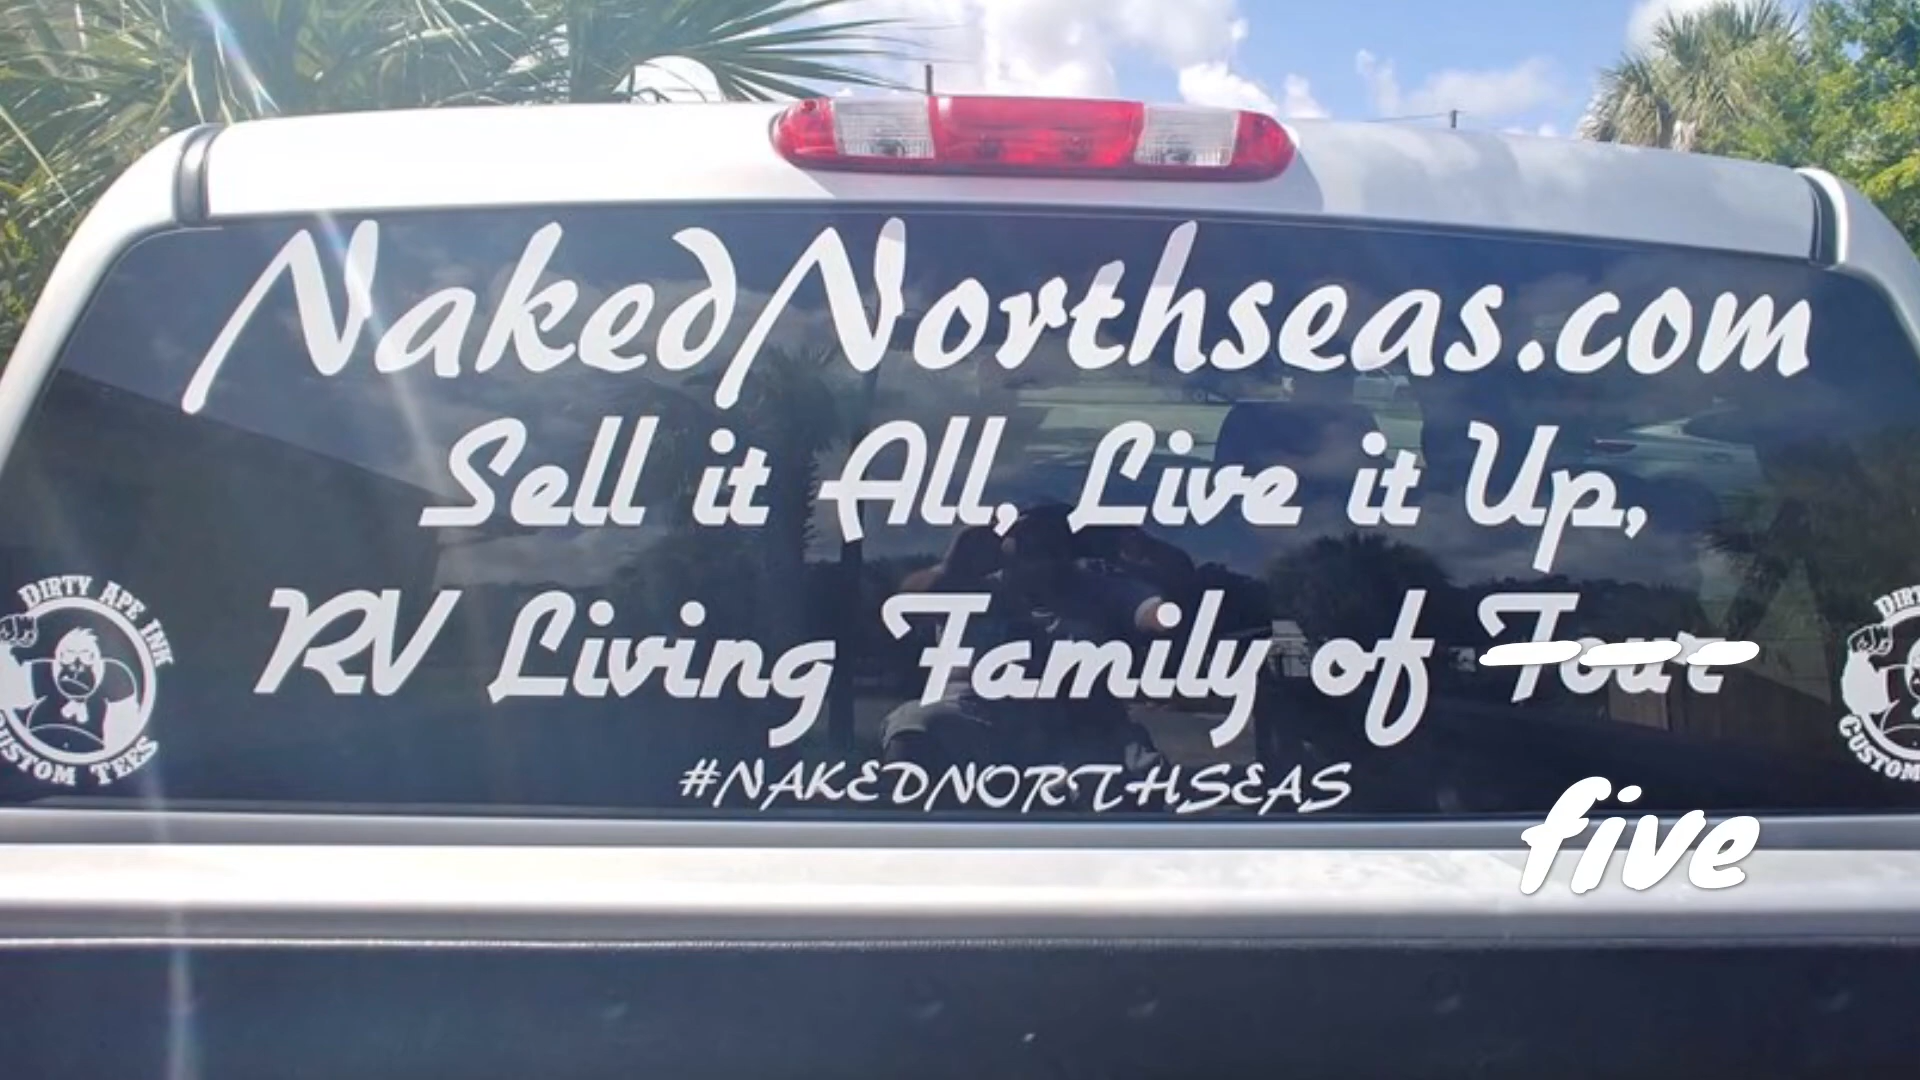 NakedNorthseas.com
Sell it All, Live it Up,
RV Living Family of Four
five
#NAKEDNORTHSEAS
DIRTY APE INK
CUSTOM TEES
DIRT
CUSTOM